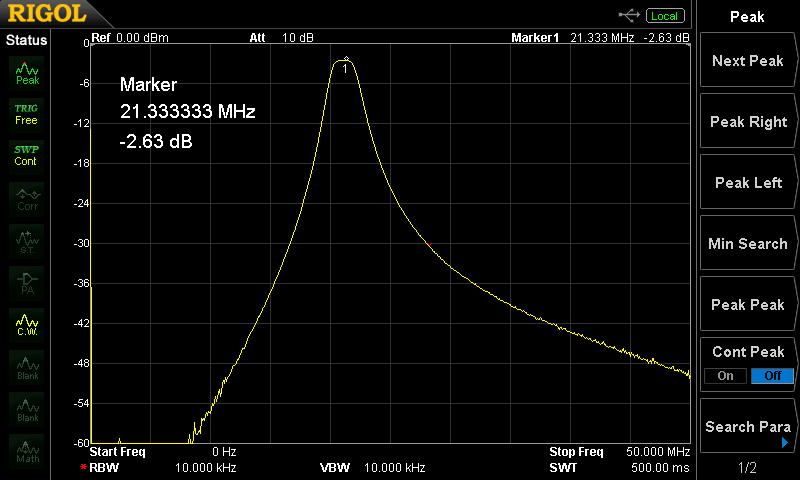 RIGOL
Local
Status
Ref 0.00 dBm
Att 10 dB
Marker1 21.333 MHz -2.63 dB
Peak
TRIG
Free
SWP
Cont
Corr
S.T.
PA
C.W.
Blank
Blank
Math
0
-6
-12
-18
-24
-30
-36
-42
-48
-54
-60
1
Marker
21.333333 MHz
-2.63 dB
Start Freq 0 Hz
Stop Freq 50.000 MHz
RBW 10.000 kHz
VBW 10.000 kHz
SWT 500.00 ms
Peak
Next Peak
Peak Right
Peak Left
Min Search
Peak Peak
Cont Peak
On Off
Search Para
1/2